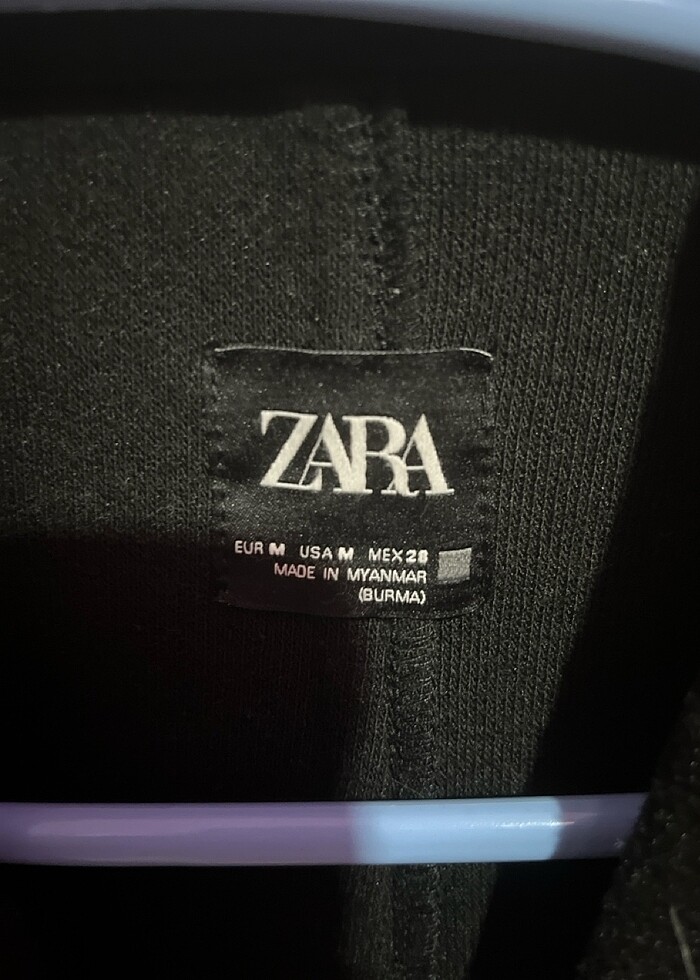 ZARA
EUR M USA M MEX 28
MADE IN MYANMAR
(BURMA)